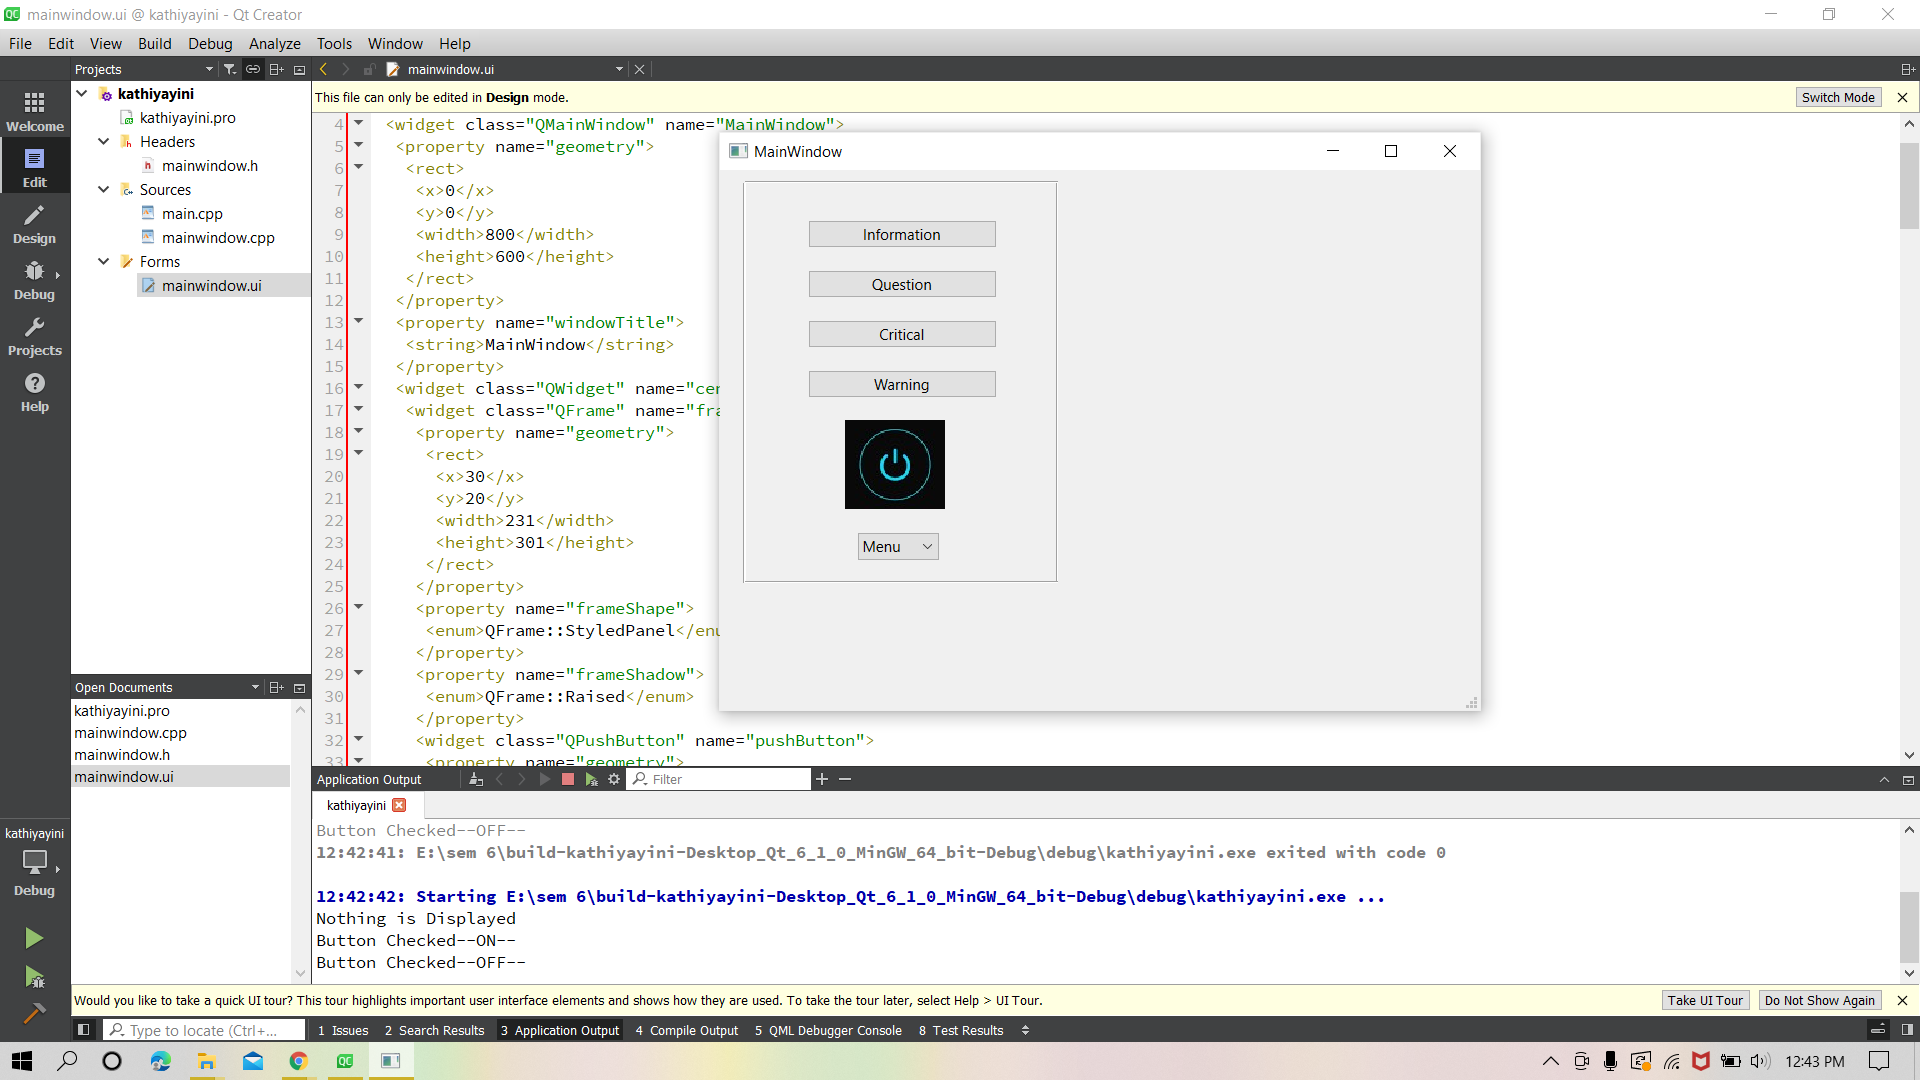 mainwindow.ui @ kathiyayini - Qt Creator
File Edit View Build Debug Analyze Tools Window Help
Projects
mainwindow.ui
This file can only be edited in Design mode.
Switch Mode
Welcome
Edit
Design
Debug
Projects
Help
kathiyayini
kathiyayini.pro
Headers
mainwindow.h
Sources
main.cpp
mainwindow.cpp
Forms
mainwindow.ui
4 <widget class="QMainWindow" name="MainWindow">
5 <property name="geometry">
6 <rect>
7 <x>0</x>
8 <y>0</y>
9 <width>800</width>
10 <height>600</height>
11 </rect>
12 </property>
13 <property name="windowTitle">
14 <string>MainWindow</string>
15 </property>
16 <widget class="QWidget" name="cer
17 <widget class="QFrame" name="fra
18 <property name="geometry">
19 <rect>
20 <x>30</x>
21 <y>20</y>
22 <width>231</width>
23 <height>301</height>
24 </rect>
25 </property>
26 <property name="frameShape">
27 <enum>QFrame::StyledPanel</enu
28 </property>
29 <property name="frameShadow">
30 <enum>QFrame::Raised</enum>
31 </property>
32 <widget class="QPushButton" name="pushButton">
33 <property name="geometry">
MainWindow
Information
Question
Critical
Warning
Menu
Open Documents
kathiyayini.pro
mainwindow.cpp
mainwindow.h
mainwindow.ui
Application Output
Filter
kathiyayini
Button Checked--OFF--
12:42:41: E:\sem 6\build-kathiyayini-Desktop_Qt_6_1_0_MinGW_64_bit-Debug\debug\kathiyayini.exe exited with code 0
12:42:42: Starting E:\sem 6\build-kathiyayini-Desktop_Qt_6_1_0_MinGW_64_bit-Debug\debug\kathiyayini.exe ...
Nothing is Displayed
Button Checked--ON--
Button Checked--OFF--
kathiyayini
Debug
Would you like to take a quick UI tour? This tour highlights important user interface elements and shows how they are used. To take the tour later, select Help > UI Tour.
Take UI Tour
Do Not Show Again
Type to locate (Ctrl+...
1 Issues 2 Search Results 3 Application Output 4 Compile Output 5 QML Debugger Console 8 Test Results
12:43 PM